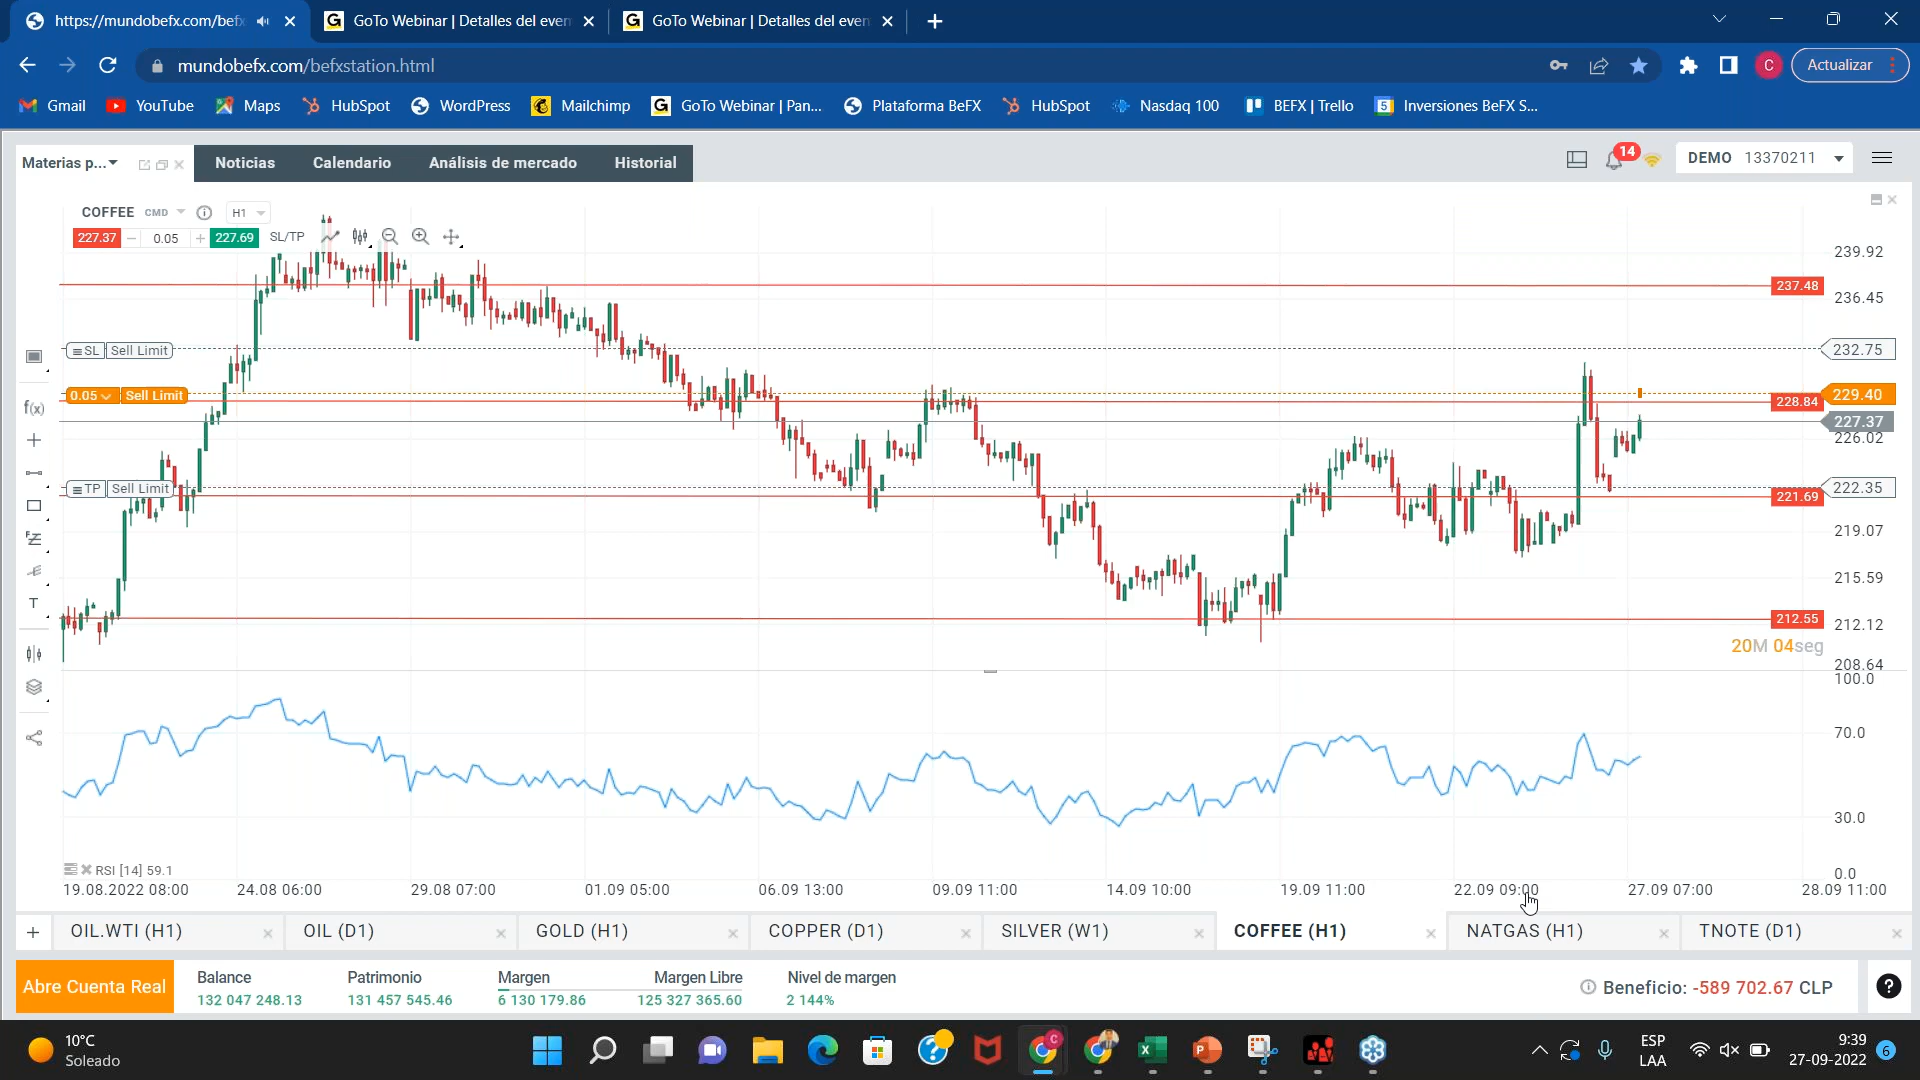 https://mundobefx.com/befx
GoTo Webinar | Detalles del even
GoTo Webinar | Detalles del even
mundobefx.com/befxstation.html
C
Actualizar
Gmail
YouTube
Maps
HubSpot
WordPress
Mailchimp
GoTo Webinar | Pan...
Plataforma BeFX
HubSpot
Nasdaq 100
BEFX | Trello
Inversiones BeFX S...
Materias p...
Noticias
Calendario
Análisis de mercado
Historial
14
DEMO 13370211
COFFEE CMD H1
227.37 0.05 227.69 SL/TP
239.92
237.48
236.45
SL Sell Limit
232.75
0.05 Sell Limit
229.40
228.84
227.37
226.02
TP Sell Limit
222.35
221.69
219.07
215.59
212.55
212.12
20M 04seg
208.64
100.0
70.0
30.0
0.0
RSI [14] 59.1
19.08.2022 08:00
24.08 06:00
29.08 07:00
01.09 05:00
06.09 13:00
09.09 11:00
14.09 10:00
19.09 11:00
22.09 09:00
27.09 07:00
28.09 11:00
OIL.WTI (H1)
OIL (D1)
GOLD (H1)
COPPER (D1)
SILVER (W1)
COFFEE (H1)
NATGAS (H1)
TNOTE (D1)
Abre Cuenta Real
Balance
132 047 248.13
Patrimonio
131 457 545.46
Margen
6 130 179.86
Margen Libre
125 327 365.60
Nivel de margen
2 144%
Beneficio: -589 702.67 CLP
10°C
Soleado
ESP
LAA
9:39
27-09-2022
6